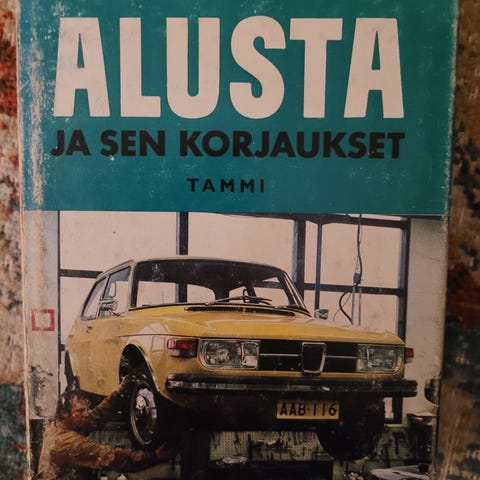 ALUSTA
JA SEN KORJAUKSET
TAMMI
AAB-116